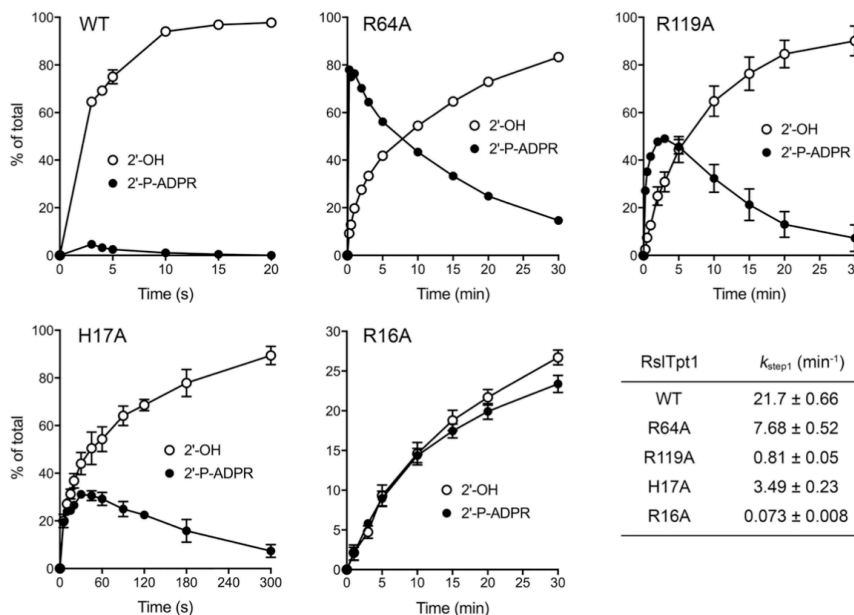 WT
% of total
100
80
60
40
20
0
2'-OH
2'-P-ADPR
0 5 10 15 20
Time (s)
R64A
100
80
60
40
20
0
2'-OH
2'-P-ADPR
0 5 10 15 20 25 30
Time (min)
R119A
100
80
60
40
20
0
2'-OH
2'-P-ADPR
0 5 10 15 20 25 30
Time (min)
H17A
% of total
100
80
60
40
20
0
2'-OH
2'-P-ADPR
0 60 120 180 240 300
Time (s)
R16A
30
25
20
15
10
5
0
2'-OH
2'-P-ADPR
0 5 10 15 20 25 30
Time (min)
RslTpt1 kstep1 (min-1)
WT 21.7 ± 0.66
R64A 7.68 ± 0.52
R119A 0.81 ± 0.05
H17A 3.49 ± 0.23
R16A 0.073 ± 0.008